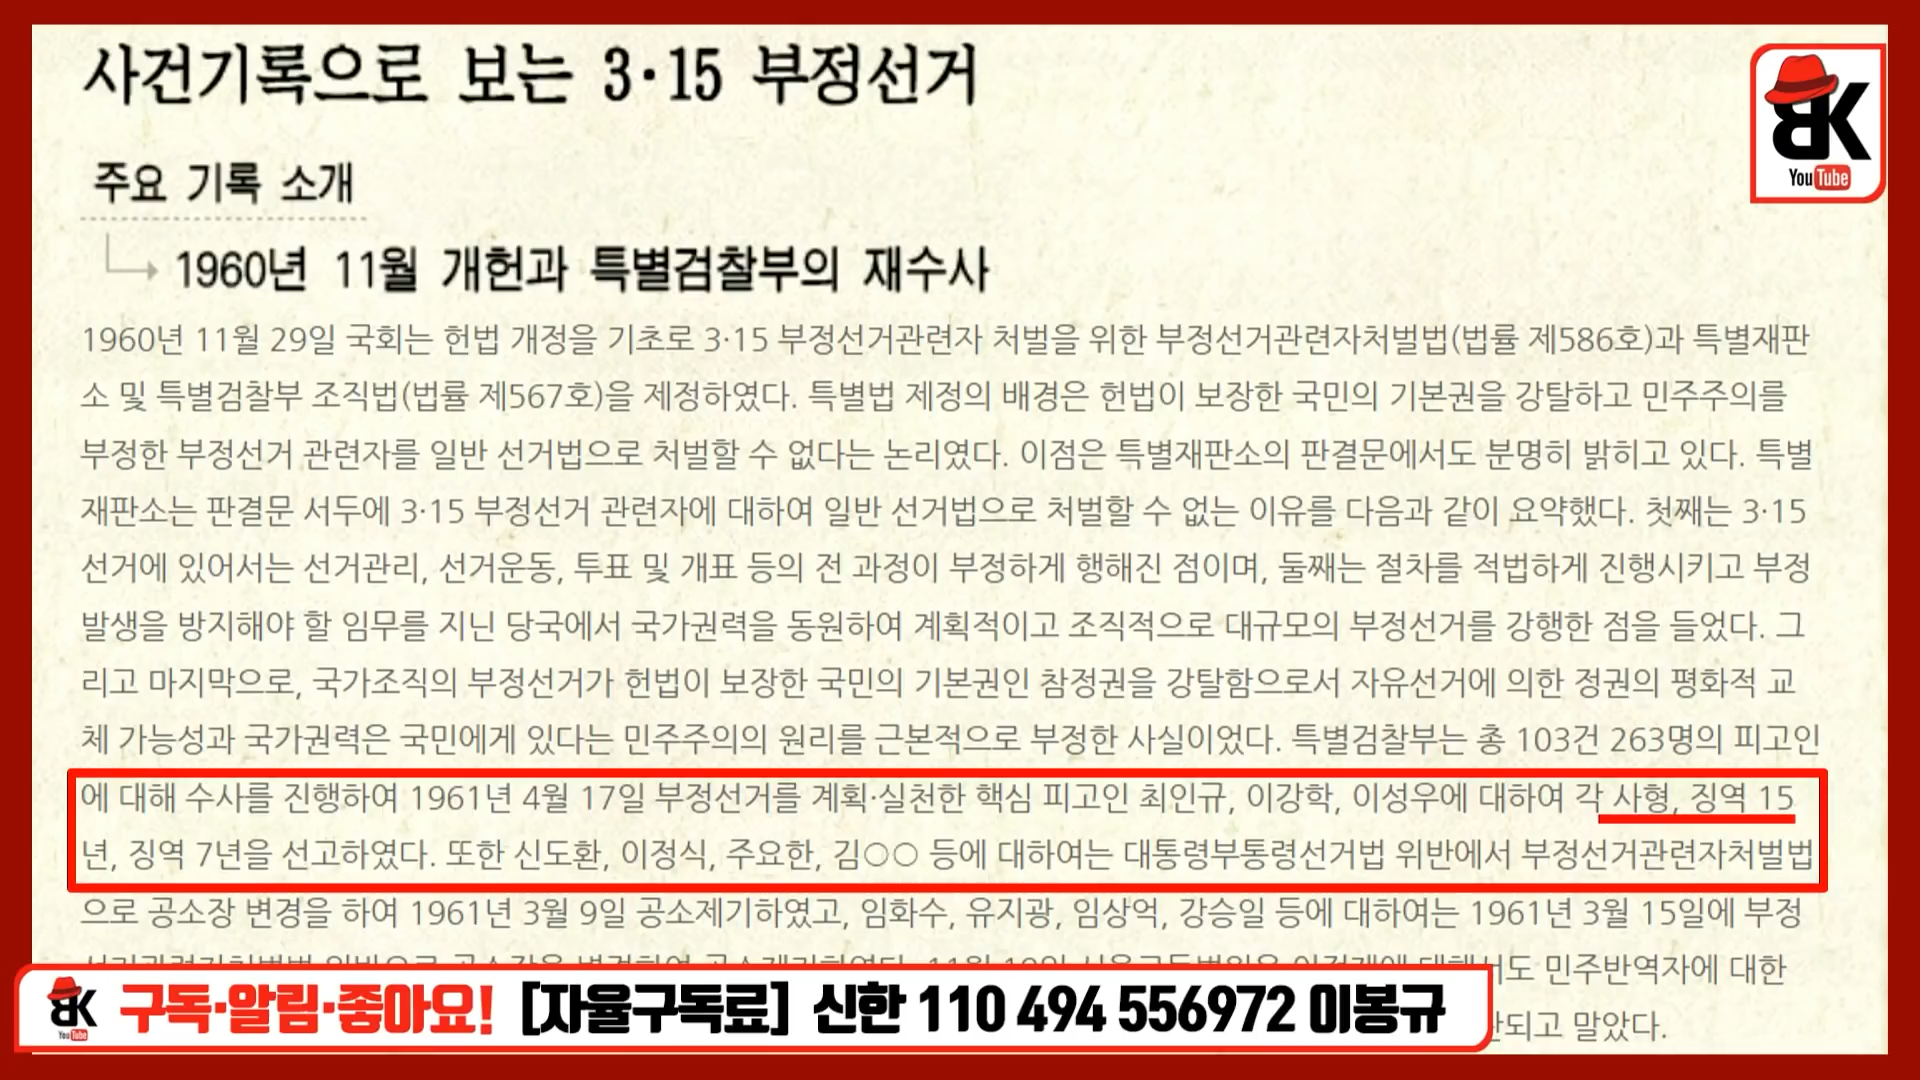 사건기록으로 보는 3·15 부정선거
BK
YouTube
주요 기록 소개
1960년 11월 개헌과 특별검찰부의 재수사
1960년 11월 29일 국회는 헌법 개정을 기초로 3·15 부정선거관련자 처벌을 위한 부정선거관련자처벌법(법률 제586호)과 특별재판
소 및 특별검찰부 조직법(법률 제567호)을 제정하였다. 특별법 제정의 배경은 헌법이 보장한 국민의 기본권을 강탈하고 민주주의를
부정한 부정선거 관련자를 일반 선거법으로 처벌할 수 없다는 논리였다. 이점은 특별재판소의 판결문에서도 분명히 밝히고 있다. 특별
재판소는 판결문 서두에 3·15 부정선거 관련자에 대하여 일반 선거법으로 처벌할 수 없는 이유를 다음과 같이 요약했다. 첫째는 3·15
선거에 있어서는 선거관리, 선거운동, 투표 및 개표 등의 전 과정이 부정하게 행해진 점이며, 둘째는 절차를 적법하게 진행시키고 부정
발생을 방지해야 할 임무를 지닌 당국에서 국가권력을 동원하여 계획적이고 조직적으로 대규모의 부정선거를 강행한 점을 들었다. 그
리고 마지막으로, 국가조직의 부정선거가 헌법이 보장한 국민의 기본권인 참정권을 강탈함으로서 자유선거에 의한 정권의 평화적 교
체 가능성과 국가권력은 국민에게 있다는 민주주의의 원리를 근본적으로 부정한 사실이었다. 특별검찰부는 총 103건 263명의 피고인
에 대해 수사를 진행하여 1961년 4월 17일 부정선거를 계획·실천한 핵심 피고인 최인규, 이강학, 이성우에 대하여 각 사형, 징역 15
년, 징역 7년을 선고하였다. 또한 신도환, 이정식, 주요한, 김○○ 등에 대하여는 대통령부통령선거법 위반에서 부정선거관련자처벌법
으로 공소장 변경을 하여 1961년 3월 9일 공소제기하였고, 임화수, 유지광, 임상억, 강승일 등에 대하여는 1961년 3월 15일에 부정
민주반역자에 대한
되고 말았다.
BK
YouTube
구독·알림·좋아요! [자율구독료] 신한 110 494 556972 이봉규